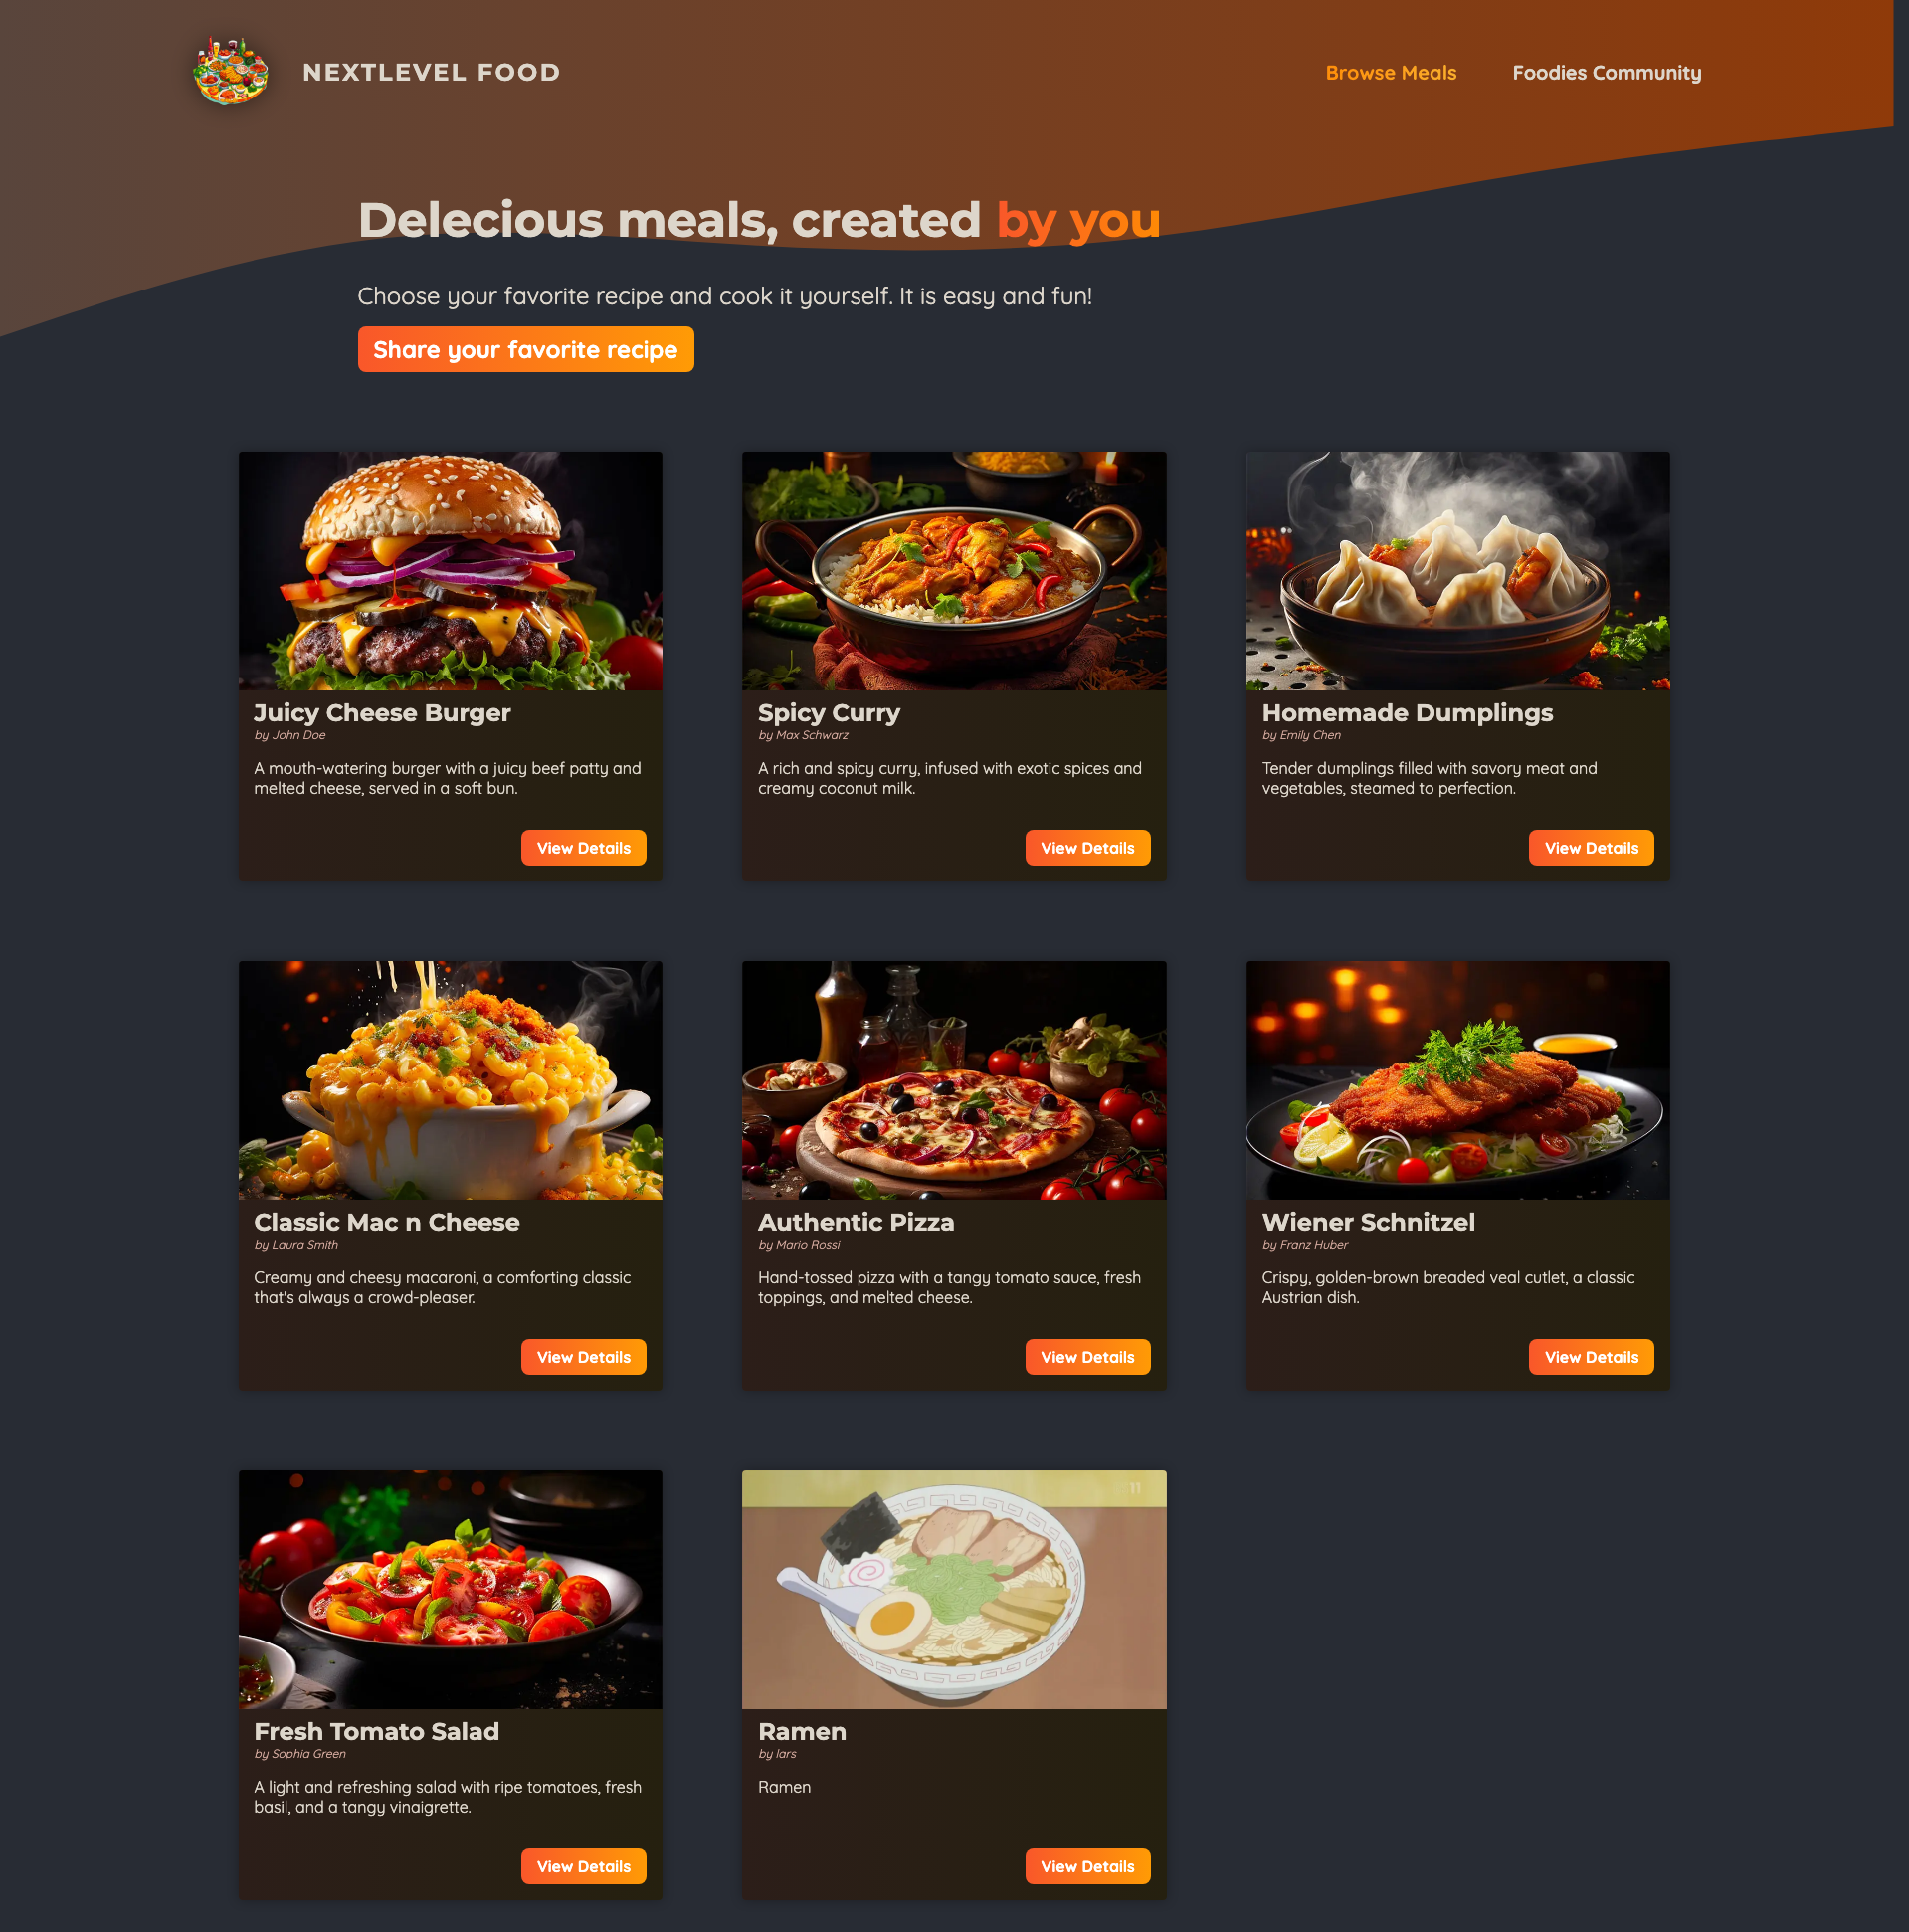 NEXTLEVEL FOOD
Browse Meals
Foodies Community
Delecious meals, created by you
Choose your favorite recipe and cook it yourself. It is easy and fun!
Share your favorite recipe
Juicy Cheese Burger
by John Doe
A mouth-watering burger with a juicy beef patty and
melted cheese, served in a soft bun.
View Details
Spicy Curry
by Max Schwarz
A rich and spicy curry, infused with exotic spices and
creamy coconut milk.
View Details
Homemade Dumplings
by Emily Chen
Tender dumplings filled with savory meat and
vegetables, steamed to perfection.
View Details
Classic Mac n Cheese
by Laura Smith
Creamy and cheesy macaroni, a comforting classic
that's always a crowd-pleaser.
View Details
Authentic Pizza
by Mario Rossi
Hand-tossed pizza with a tangy tomato sauce, fresh
toppings, and melted cheese.
View Details
Wiener Schnitzel
by Franz Huber
Crispy, golden-brown breaded veal cutlet, a classic
Austrian dish.
View Details
Fresh Tomato Salad
by Sophia Green
A light and refreshing salad with ripe tomatoes, fresh
basil, and a tangy vinaigrette.
View Details
Ramen
by lars
Ramen
View Details